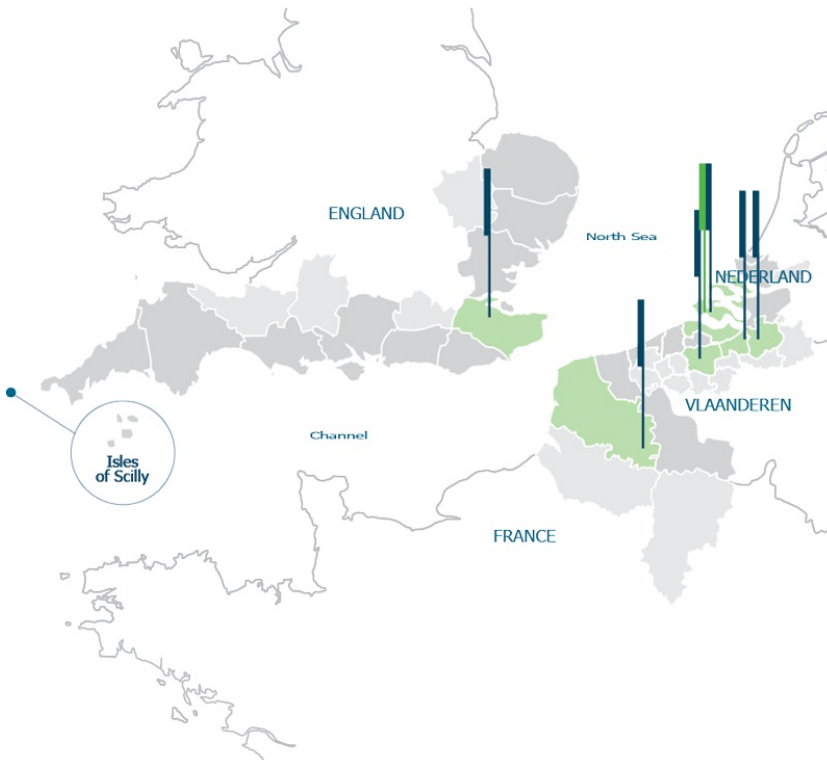 ENGLAND
North Sea
NEDERLAND
VLAANDEREN
Channel
Isles
of Scilly
FRANCE